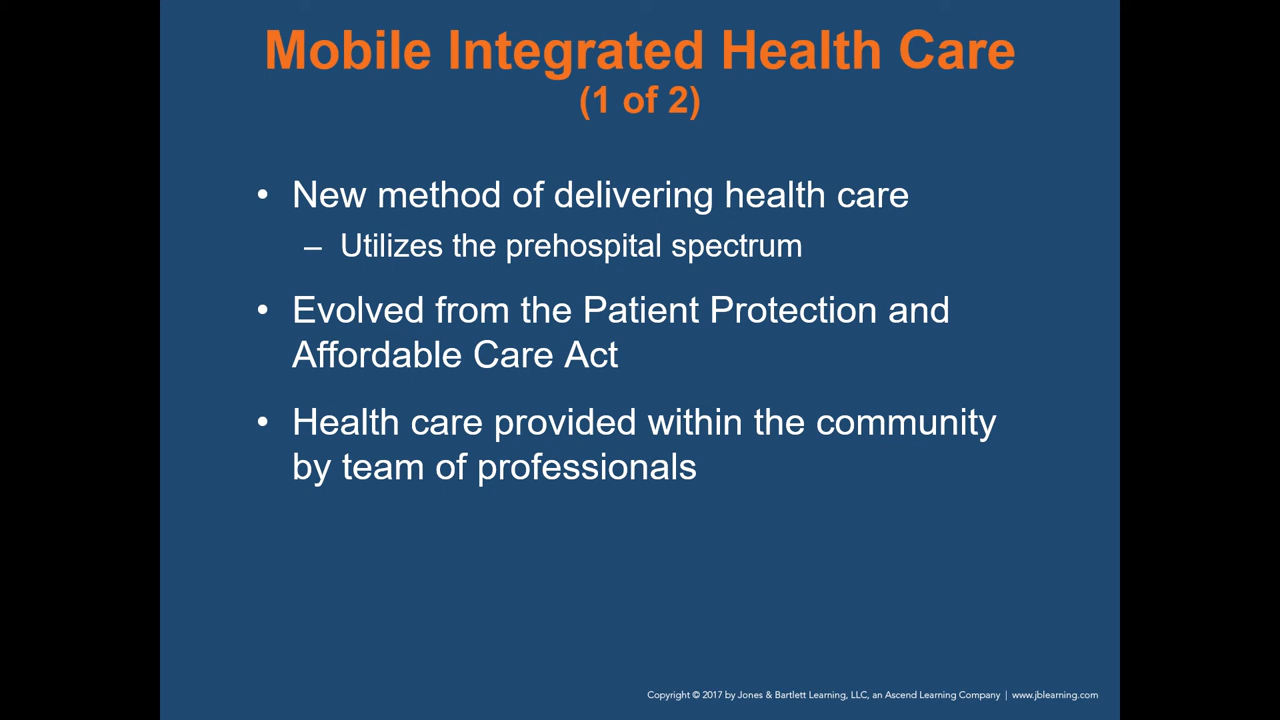 Mobile Integrated Health Care
(1 of 2)
• New method of delivering health care
– Utilizes the prehospital spectrum
• Evolved from the Patient Protection and
Affordable Care Act
• Health care provided within the community
by team of professionals
Copyright © 2017 by Jones & Bartlett Learning, LLC, an Ascend Learning Company | www.jblearning.com